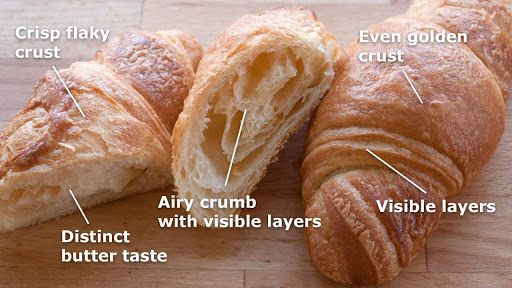 Crisp flaky
crust
Even golden
crust
Airy crumb
with visible layers
Visible layers
Distinct
butter taste